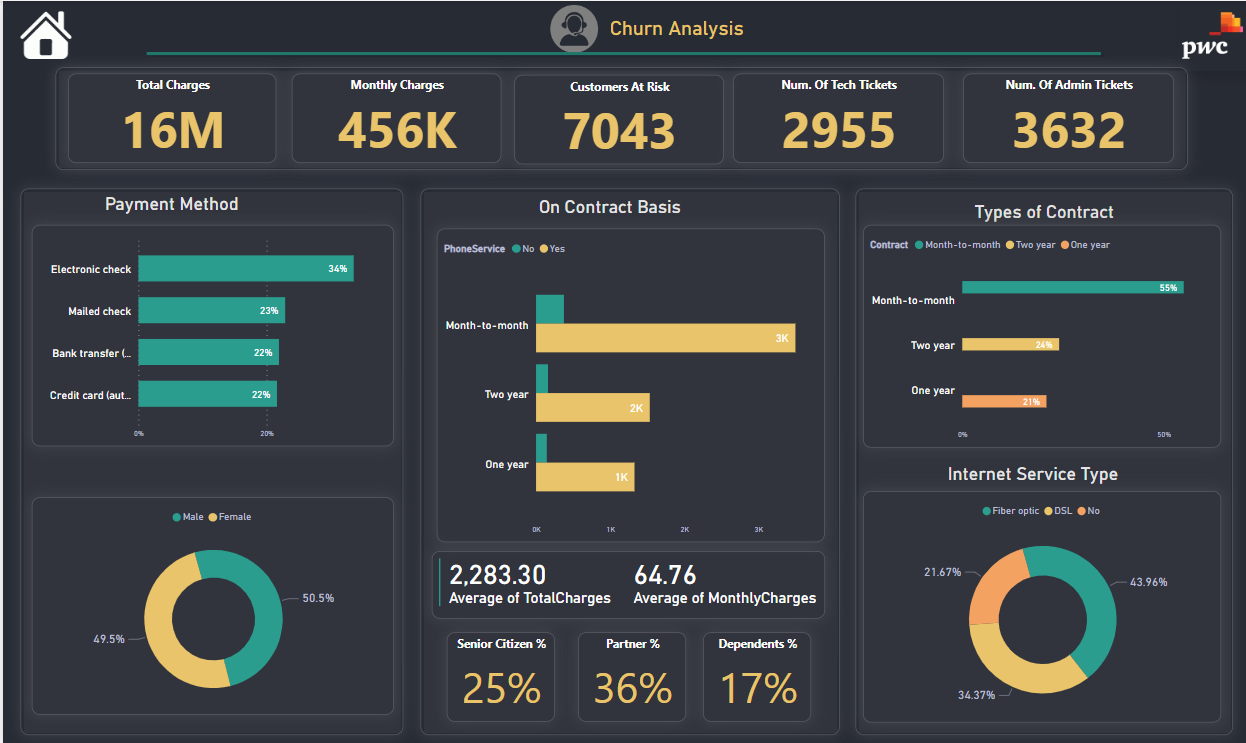 Churn Analysis
pwc
Total Charges
16M
Monthly Charges
456K
Customers At Risk
7043
Num. Of Tech Tickets
2955
Num. Of Admin Tickets
3632
Payment Method
Electronic check
34%
Mailed check
23%
Bank transfer (...
22%
Credit card (aut...
22%
0%
20%
Male
Female
50.5%
49.5%
On Contract Basis
PhoneService No Yes
Month-to-month
3K
Two year
2K
One year
1K
0K
1K
2K
3K
2,283.30
Average of TotalCharges
64.76
Average of MonthlyCharges
Senior Citizen %
25%
Partner %
36%
Dependents %
17%
Types of Contract
Contract Month-to-month Two year One year
Month-to-month
55%
Two year
24%
One year
21%
0%
50%
Internet Service Type
Fiber optic DSL No
21.67%
43.96%
34.37%